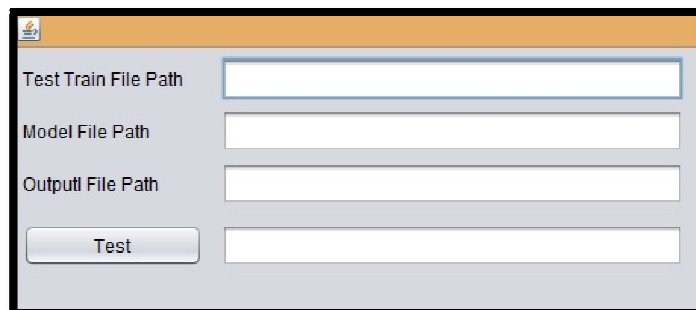 Test Train File Path
Model File Path
Outputl File Path
Test